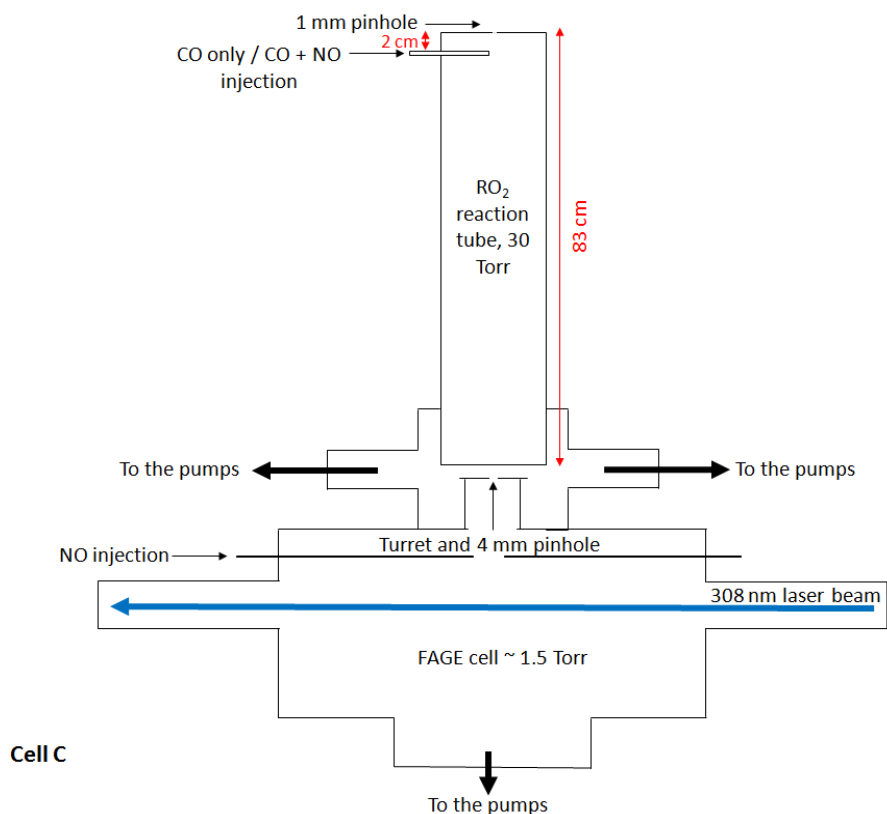 1 mm pinhole
2 cm
CO only / CO + NO
injection
RO₂
reaction
tube, 30
Torr
83 cm
To the pumps
To the pumps
Turret and 4 mm pinhole
NO injection
308 nm laser beam
FAGE cell ~ 1.5 Torr
Cell C
To the pumps